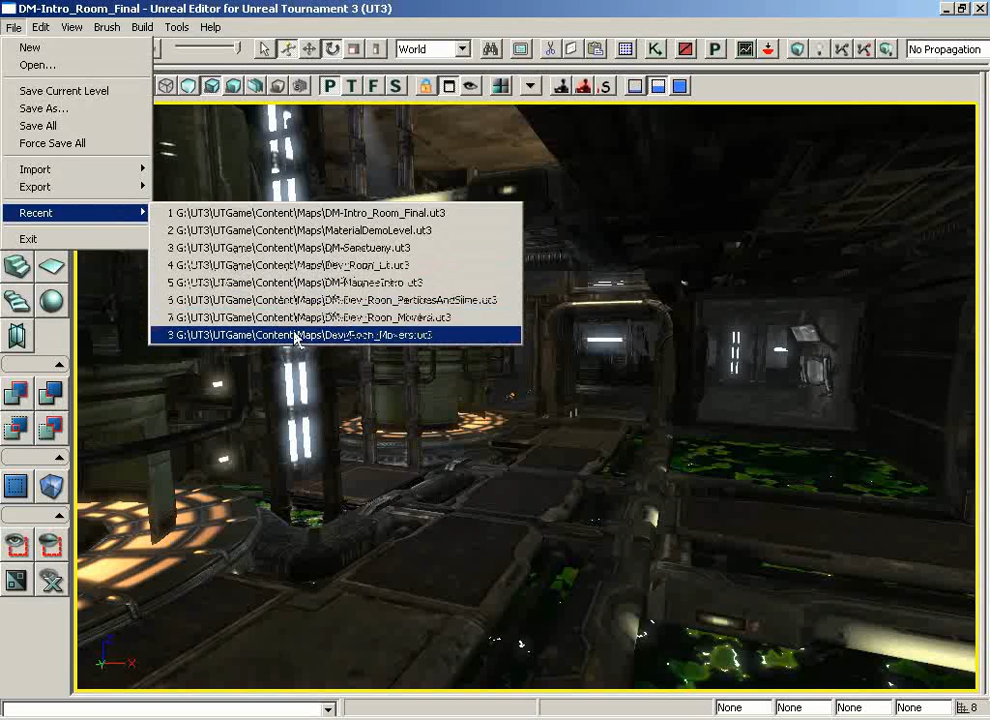 DM-Intro_Room_Final - Unreal Editor for Unreal Tournament 3 (UT3)
File Edit View Brush Build Tools Help
World
No Propagation
New
Open...
P T F S
Save Current Level
Save As...
Save All
Force Save All
Import
Export
Recent
Exit
1 G:\UT3\UTGame\Content\Maps\DM-Intro_Room_Final.ut3
2 G:\UT3\UTGame\Content\Maps\MaterialDemoLevel.ut3
3 G:\UT3\UTGame\Content\Maps\DM-Sanctuary.ut3
4 G:\UT3\UTGame\Content\Maps\Dev_Room_Lit.ut3
5 G:\UT3\UTGame\Content\Maps\DM-MagneeIntro.ut3
6 G:\UT3\UTGame\Content\Maps\DM-Dev_Room_PartitresAndSlime.ut3
7 G:\UT3\UTGame\Content\Maps\DM-Dev_Room_Movers.ut3
8 G:\UT3\UTGame\Content\Maps\Dev_Room_Movers.ut3
X
None None None None 8